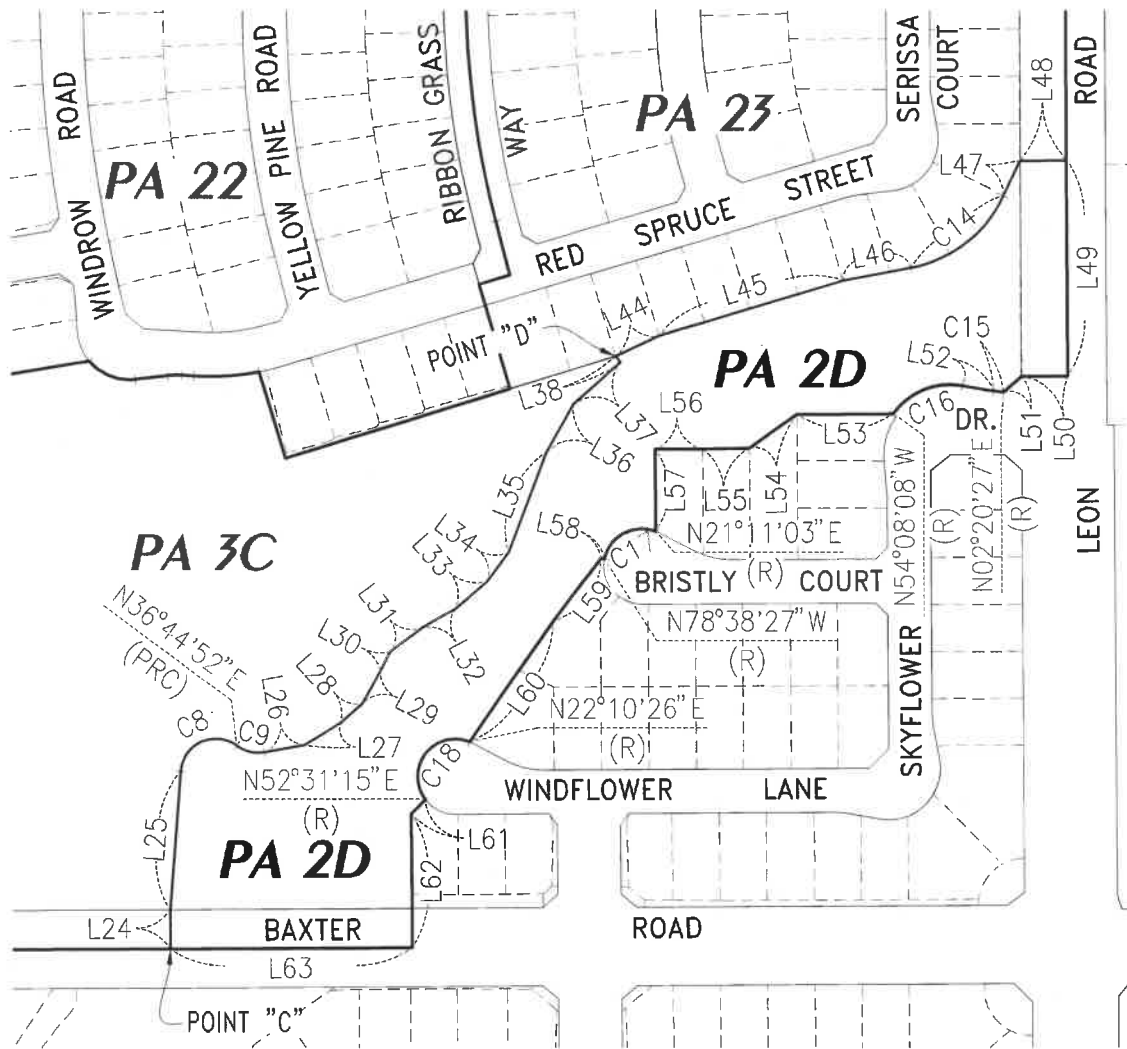 WINDROW ROAD
PA 22
YELLOW PINE ROAD
RIBBON GRASS
WAY
PA 23
SERISSA
COURT
L48
ROAD
RED SPRUCE STREET
L47
C14
L46
L45
L44
L49
POINT "D"
L38
PA 2D
C15
L52
L37
L36
L56
L53
C16
DR.
L51
L50
L35
L57
L55
L54
N54°08'08"W
(R)
N02°20'27"E
(R)
LEON
L34
L33
L58
C17
N21°11'03"E
(R)
PA 3C
BRISTLY COURT
N36°44'52"E
(PRC)
L31
L30
L32
L59
N78°38'27"W
(R)
L28
L29
L60
N22°10'26"E
(R)
SKYFLOWER
L26
C8
C9
L27
C18
N52°31'15"E
(R)
WINDFLOWER LANE
L25
L61
PA 2D
L62
L24
BAXTER
ROAD
L63
POINT "C"